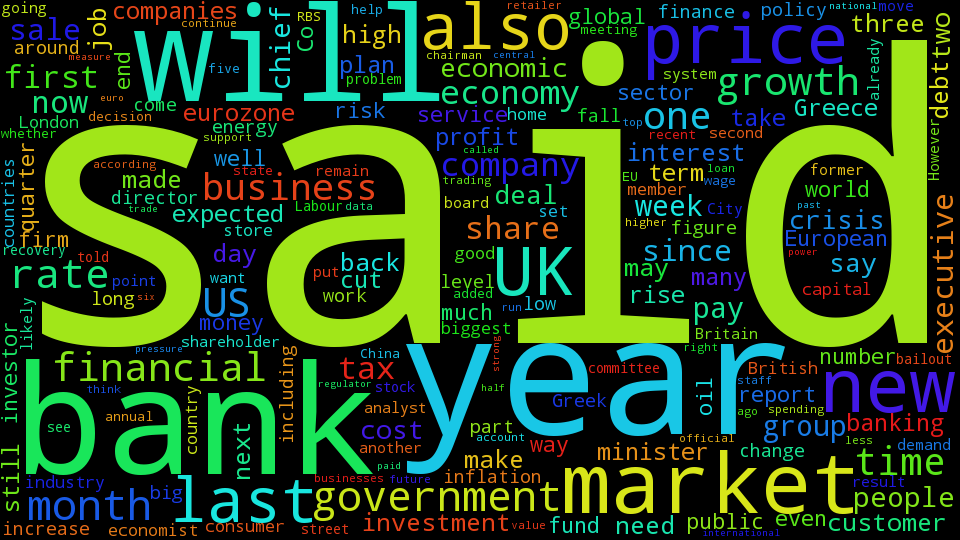 going
companies
RBS
help
retailer
finance
policy
national
move
continue
job
chief
Co
will
also
meeting
global
three
sale
around
high
chairman
central
price
debt
two
measure
end
plan
five
economic
system
already
first
problem
growth
now
euro
come
economy
sector
Greece
London
decision
eurozone
risk
service
home
fall
top
one
take
whether
energy
support
profit
recent
second
However
said
according
well
state
remain
called
company
interest
former
quarter
made
business
trading
EU
term
loan
world
countries
director
Labour
data
board
deal
member
wage
trade
expected
set
week
City
past
crisis
firm
store
share
higher
figure
European
recovery
told
day
back
good
UK
since
power
say
executive
rate
point
want
put
cut
level
may
many
capital
long
six
US
work
added
run
low
rise
pay
likely
money
much
biggest
Britain
shareholder
strong
right
pressure
China
year
number
bailout
investor
financial
including
tax
committee
British
regulator
stock
half
staff
new
think
bank
Greek
oil
report
see
annual
country
analyst
cost
part
ago
spending
group
banking
still
next
another
account
way
official
less
demand
make
minister
change
time
industry
paid
businesses
future
inflation
market
result
month
big
last
government
people
increase
economist
consumer
street
investment
value
fund
need
public
even
customer
international